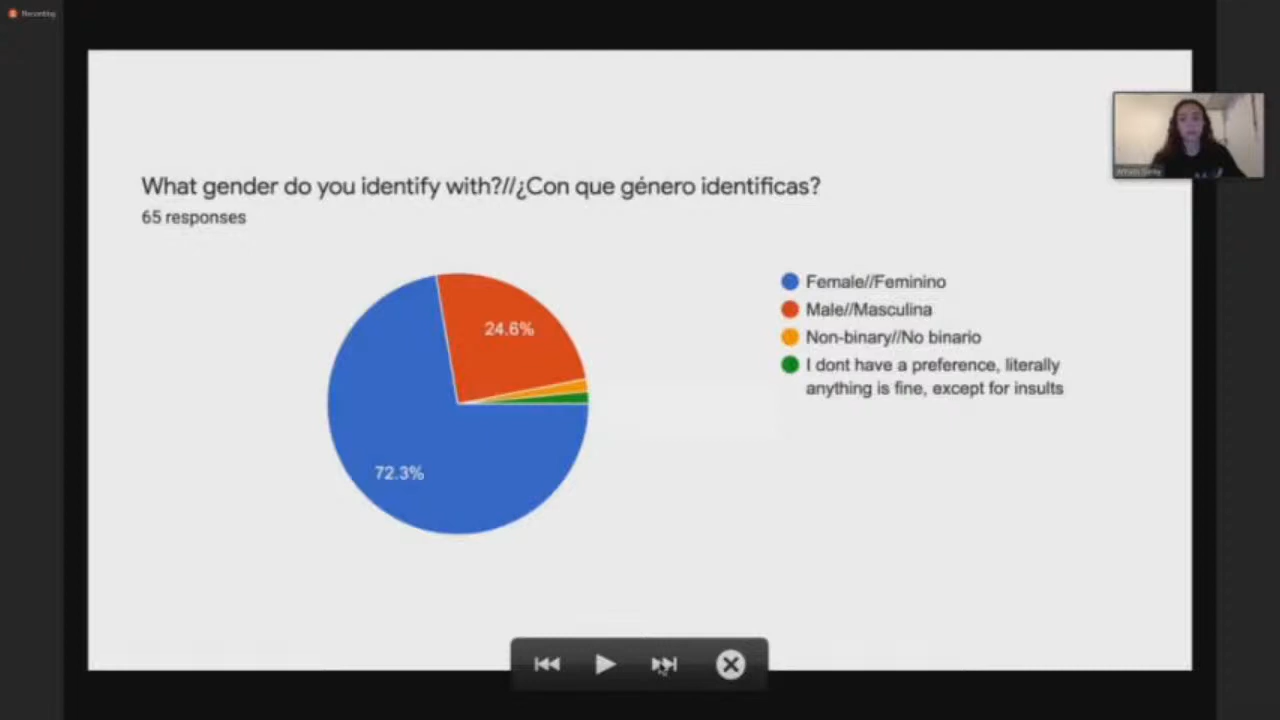 Recording
What gender do you identify with?//¿Con que género identificas?
65 responses
24.6%
72.3%
Female//Feminino
Male//Masculina
Non-binary//No binario
I dont have a preference, literally
anything is fine, except for insults